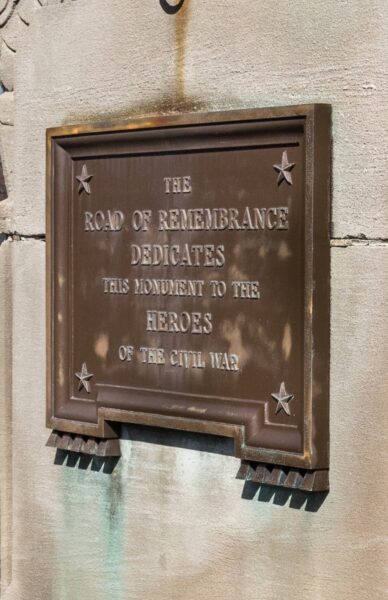 THE
ROAD OF REMEMBRANCE
DEDICATES
THIS MONUMENT TO THE
HEROES
OF THE CIVIL WAR